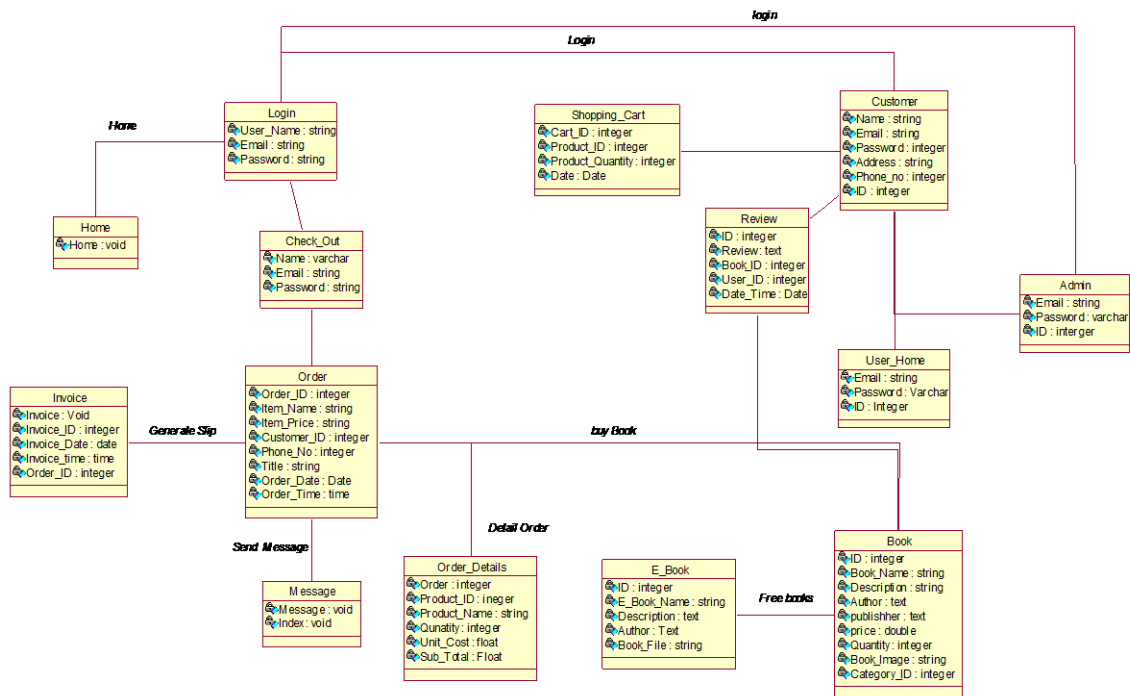 login
Login
Home
Login
User_Name : string
Email : string
Password : string
Shopping_Cart
Cart_ID : integer
Product_ID : integer
Product_Quantity : integer
Date : Date
Customer
Name : string
Email : string
Password : integer
Address : string
Phone_no : integer
ID : integer
Home
Home : void
Check_Out
Name : varchar
Email : string
Password : string
Review
ID : integer
Review : text
Book_ID : integer
User_ID : integer
Date_Time : Date
Admin
Email : string
Password : varchar
ID : interger
User_Home
Email : string
Password : Varchar
ID : Integer
Invoice
Invoice : Void
Invoice_ID : integer
Invoice_Date : date
Invoice_time : time
Order_ID : integer
Generale Slip
Order
Order_ID : integer
Item_Name : string
Item_Price : string
Customer_ID : integer
Phone_No : integer
Title : string
Order_Date : Date
Order_Time : time
buy Book
Send Message
Detail Order
Message
Message : void
Index : void
Order_Details
Order : integer
Product_ID : ineger
Product_Name : string
Qunatity : integer
Unit_Cost : float
Sub_Total : Float
E_Book
ID : integer
E_Book_Name : string
Description : text
Author : Text
Book_File : string
Free books
Book
ID : integer
Book_Name : string
Description : string
Author : text
publishher : text
price : double
Quantity : integer
Book_Image : string
Category_ID : integer